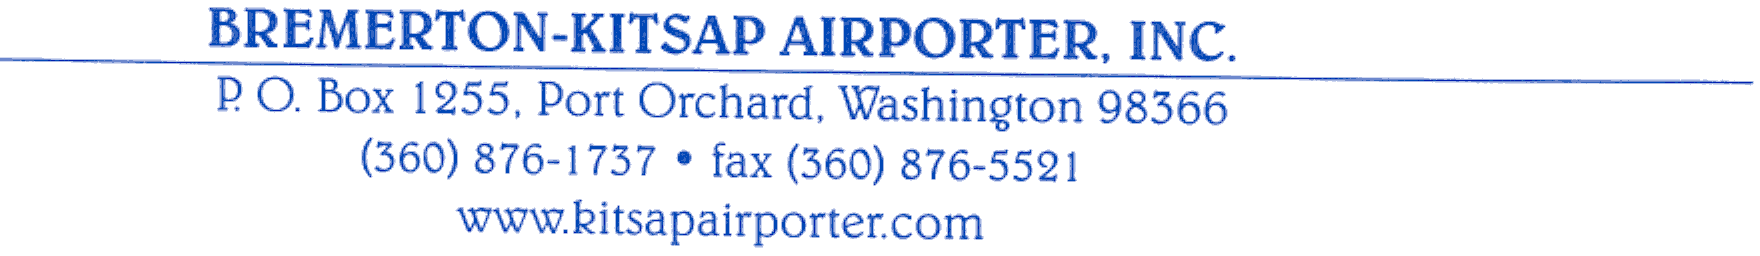 BREMERTON-KITSAP AIRPORTER, INC.
P. O. Box 1255, Port Orchard, Washington 98366
(360) 876-1737 • fax (360) 876-5521
www.kitsapairporter.com